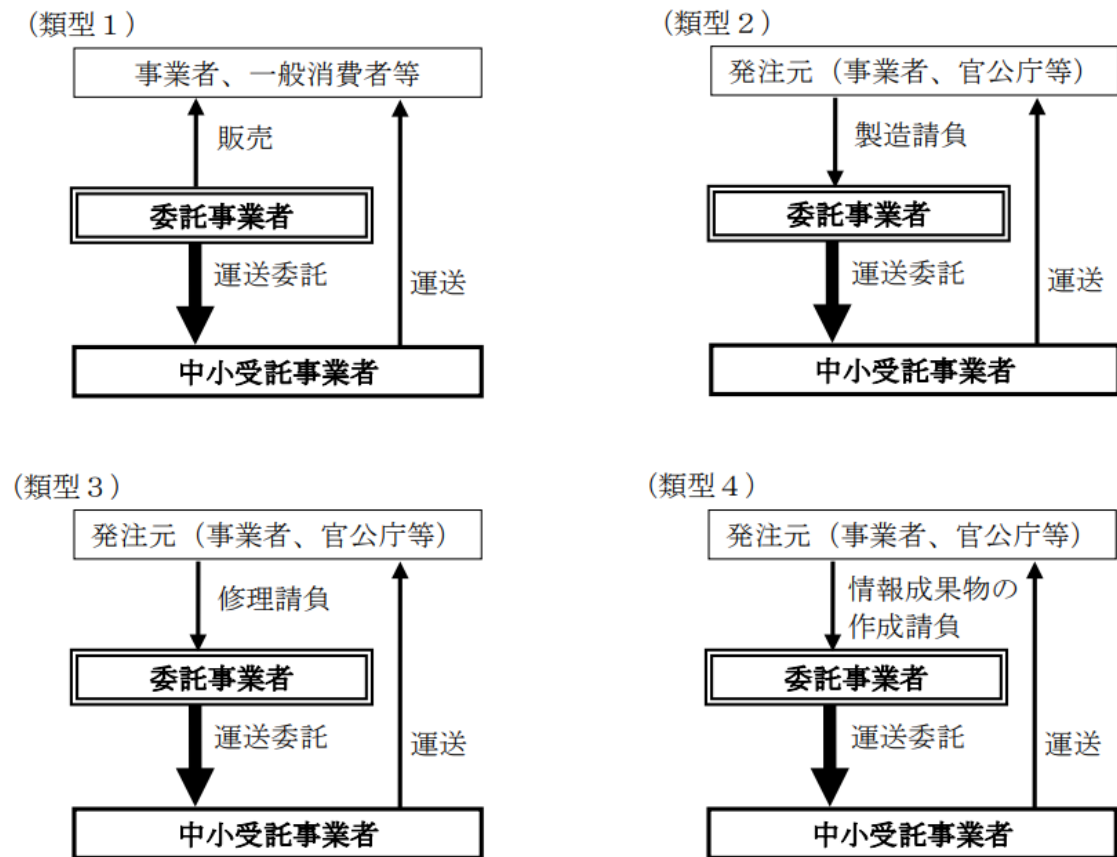 (類型1)
事業者、一般消費者等
販売
委託事業者
運送委託
運送
中小受託事業者
(類型2)
発注元(事業者、官公庁等)
製造請負
委託事業者
運送委託
運送
中小受託事業者
(類型3)
発注元(事業者、官公庁等)
修理請負
委託事業者
運送委託
運送
中小受託事業者
(類型4)
発注元(事業者、官公庁等)
情報成果物の
作成請負
委託事業者
運送委託
運送
中小受託事業者